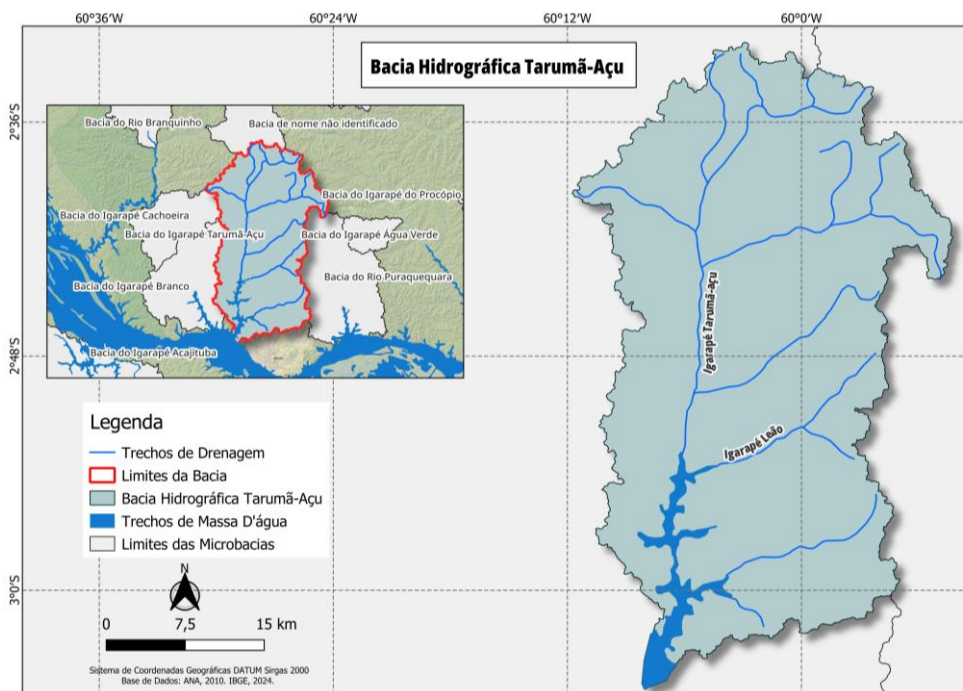 60°36'W 60°24'W 60°12'W 60°0'W
Bacia Hidrográfica Tarumã-Açu
2°36'S
2°48'S
3°0'S
Bacia do Rio Branquinho
Bacia de nome não identificado
Bacia do Igarapé do Procópio
Bacia do Igarapé Cachoeira
Bacia do Igarapé Tarumã-Açu
Bacia do Igarapé Água Verde
Bacia do Rio Puraquequara
Bacia do Igarapé Branco
Bacia do Igarapé Acajituba
Igarapé Tarumã-açu
Igarapé Leão
Legenda
Trechos de Drenagem
Limites da Bacia
Bacia Hidrográfica Tarumã-Açu
Trechos de Massa D'água
Limites das Microbacias
N
0 7,5 15 km
Sistema de Coordenadas Geográficas DATUM Sirgas 2000
Base de Dados: ANA, 2010. IBGE, 2024.